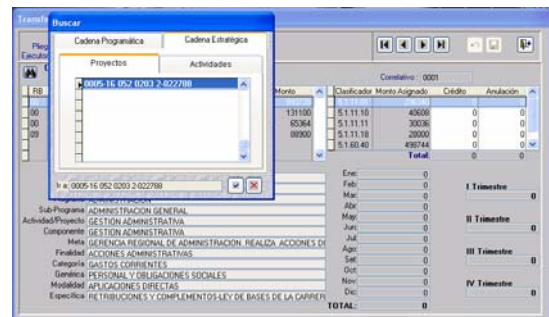 Buscar
Cadena Programática Cadena Estratégica
Proyectos Actividades
0005-16 052 0203 2-022788
Ir a: 0005-16 052 0203 2-022788
Plieg
Ejecutor
Correlativo: 0001
RB Monto Clasificador Monto Asignado Crédito Anulación
00 131100 5.1.11.10 40608 0 0
00 65364 5.1.11.11 30036 0 0
09 88900 5.1.11.18 20000 0 0
5.1.60.40 498744 0 0
Total: 0 0
Sub-Programa ADMINISTRACION GENERAL
Actividad/Proyecto GESTION ADMINISTRATIVA
Componente GESTION ADMINISTRATIVA
Meta GERENCIA REGIONAL DE ADMINISTRACION. REALIZA ACCIONES DE
Finalidad ACCIONES ADMINISTRATIVAS
Categoría GASTOS CORRIENTES
Genérica PERSONAL Y OBLIGACIONES SOCIALES
Modalidad APLICACIONES DIRECTAS
Específica RETRIBUCIONES Y COMPLEMENTOS-LEY DE BASES DE LA CARRER
Ene: 0
Feb: 0 I Trimestre
Mar: 0 0
Abr: 0
May: 0 II Trimestre
Jun: 0 0
Jul: 0
Ago: 0 III Trimestre
Set: 0 0
Oct: 0
Nov: 0 IV Trimestre
Dic: 0 0
TOTAL: 0